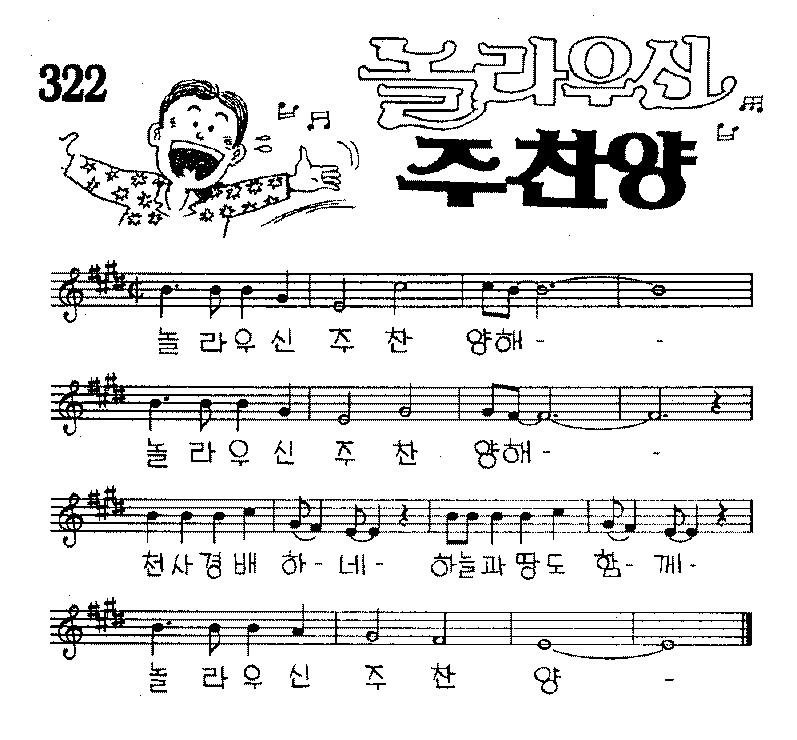 322
놀라우신
주찬양
놀 라우 신 주 찬 양해 - -
놀 라 우 신 주 찬 양해 - -
천사경배 하 - 네 - 하늘과 땅도 함 - 께 -
놀 라 우 신 주 찬 양 -